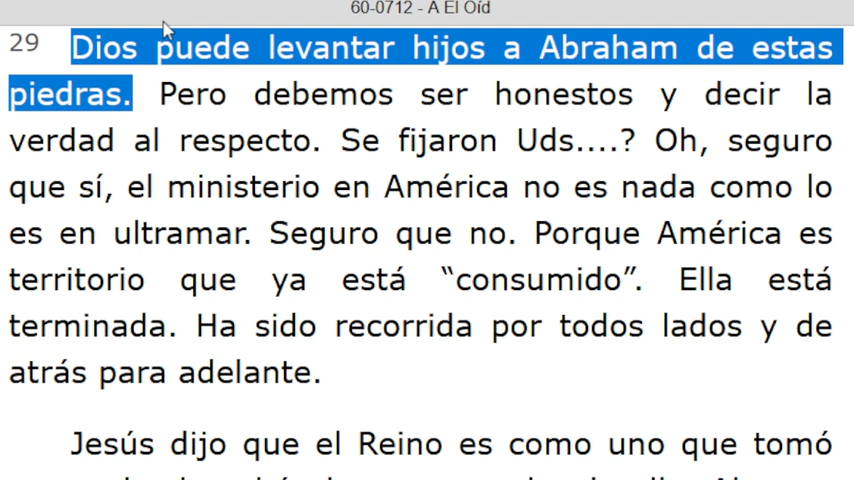 60-0712 - A El Oíd
29 Dios puede levantar hijos a Abraham de estas
piedras. Pero debemos ser honestos y decir la
verdad al respecto. Se fijaron Uds....? Oh, seguro
que sí, el ministerio en América no es nada como lo
es en ultramar. Seguro que no. Porque América es
territorio que ya está “consumido”. Ella está
terminada. Ha sido recorrida por todos lados y de
atrás para adelante.
Jesús dijo que el Reino es como uno que tomó